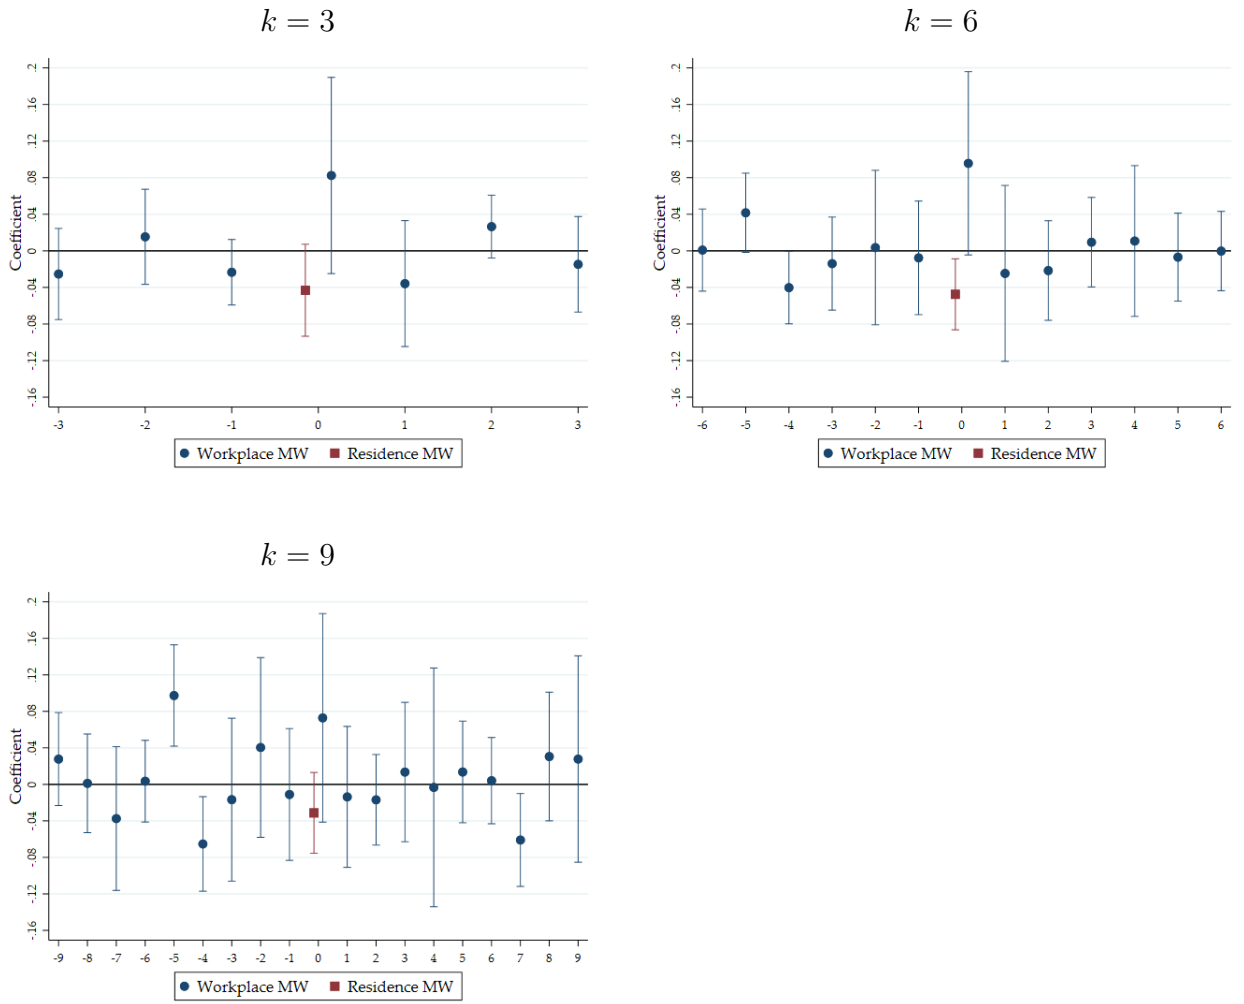 k = 3
Coefficient
.2
.16
.12
.08
.04
0
-.04
-.08
-.12
-.16
-3 -2 -1 0 1 2 3
Workplace MW Residence MW
k = 6
Coefficient
.2
.16
.12
.08
.04
0
-.04
-.08
-.12
-.16
-6 -5 -4 -3 -2 -1 0 1 2 3 4 5 6
Workplace MW Residence MW
k = 9
Coefficient
.2
.16
.12
.08
.04
0
-.04
-.08
-.12
-.16
-9 -8 -7 -6 -5 -4 -3 -2 -1 0 1 2 3 4 5 6 7 8 9
Workplace MW Residence MW